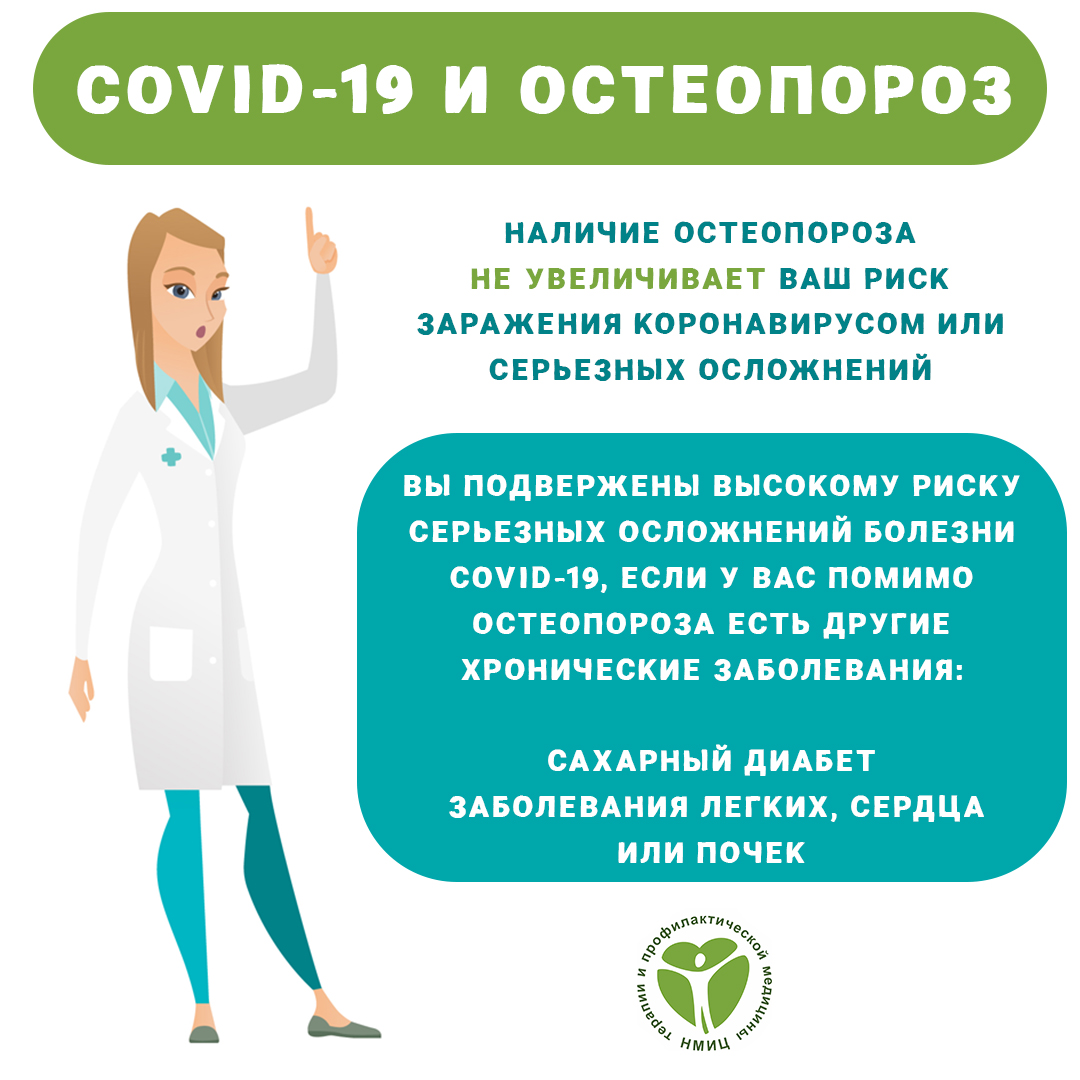 COVID-19 И ОСТЕОПОРОЗ
НАЛИЧИЕ ОСТЕОПОРОЗА
НЕ УВЕЛИЧИВАЕТ ВАШ РИСК
ЗАРАЖЕНИЯ КОРОНАВИРУСОМ ИЛИ
СЕРЬЕЗНЫХ ОСЛОЖНЕНИЙ
ВЫ ПОДВЕРЖЕНЫ ВЫСОКОМУ РИСКУ
СЕРЬЕЗНЫХ ОСЛОЖНЕНИЙ БОЛЕЗНИ
COVID-19, ЕСЛИ У ВАС ПОМИМО
ОСТЕОПОРОЗА ЕСТЬ ДРУГИЕ
ХРОНИЧЕСКИЕ ЗАБОЛЕВАНИЯ:
САХАРНЫЙ ДИАБЕТ
ЗАБОЛЕВАНИЯ ЛЕГКИХ, СЕРДЦА
ИЛИ ПОЧЕК
НМИЦ терапии и профилактической медицины